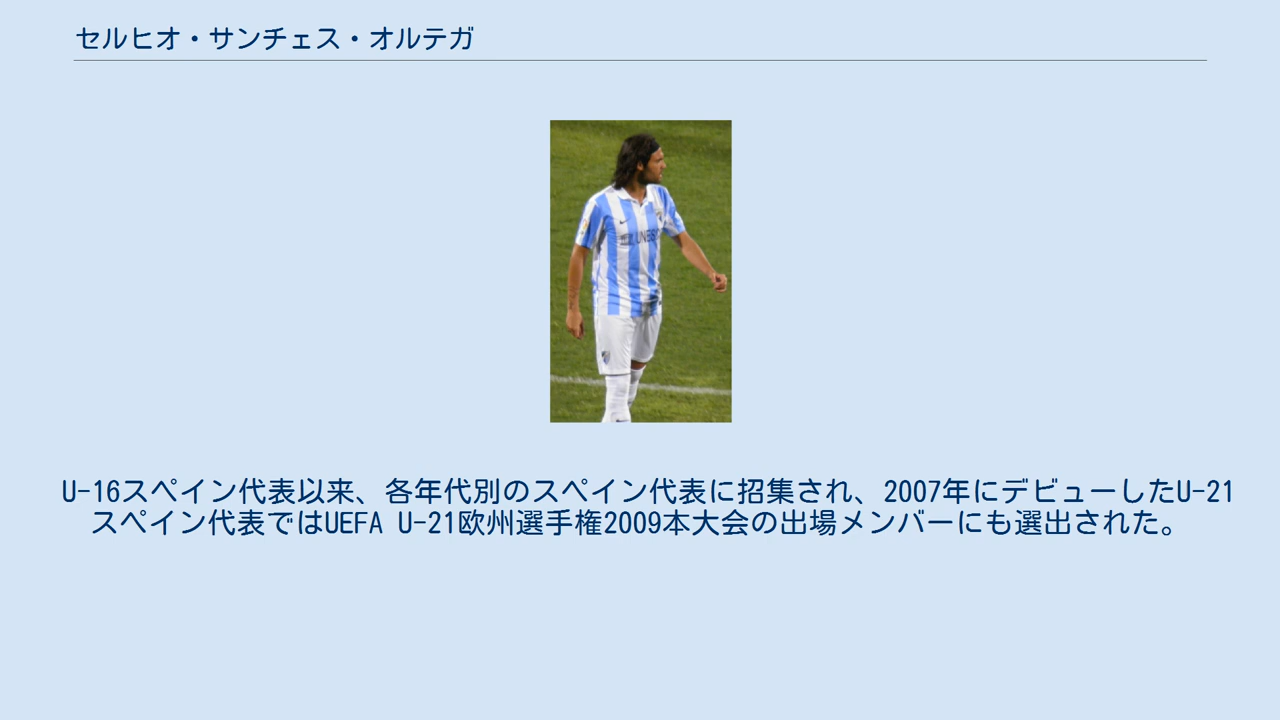 セルヒオ・サンチェス・オルテガ
U-16スペイン代表以来、各年代別のスペイン代表に招集され、2007年にデビューしたU-21
スペイン代表ではUEFA U-21欧州選手権2009本大会の出場メンバーにも選出された。